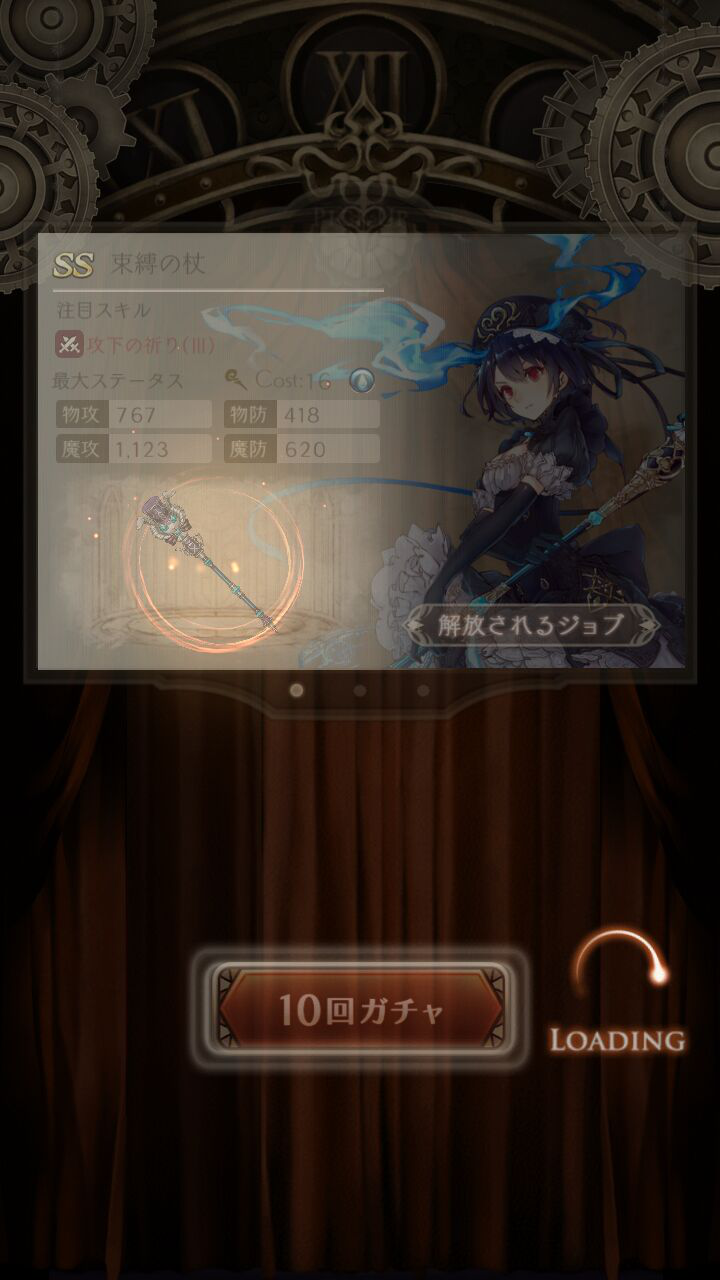 XII
XI
SS 束縛の杖
注目スキル
攻下の祈り(III)
最大ステータス Cost:16
物攻 767 物防 418
魔攻 1,123 魔防 620
解放されるジョブ
10回ガチャ
LOADING